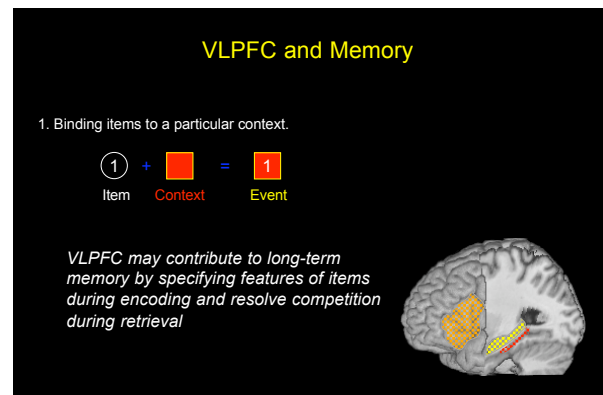 VLPFC and Memory
1. Binding items to a particular context.
1 + = 1
Item Context Event
VLPFC may contribute to long-term
memory by specifying features of items
during encoding and resolve competition
during retrieval